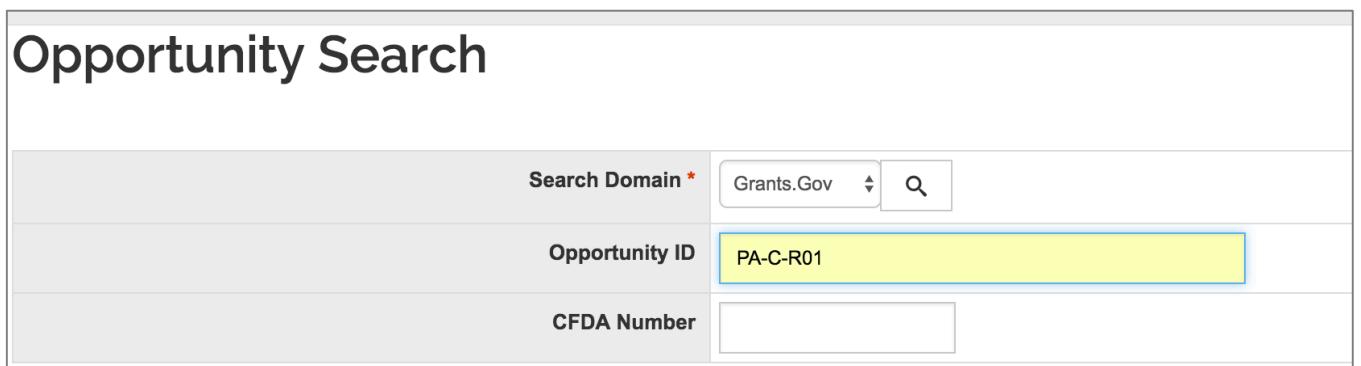 Opportunity Search
Search Domain * Grants.Gov
Opportunity ID PA-C-R01
CFDA Number